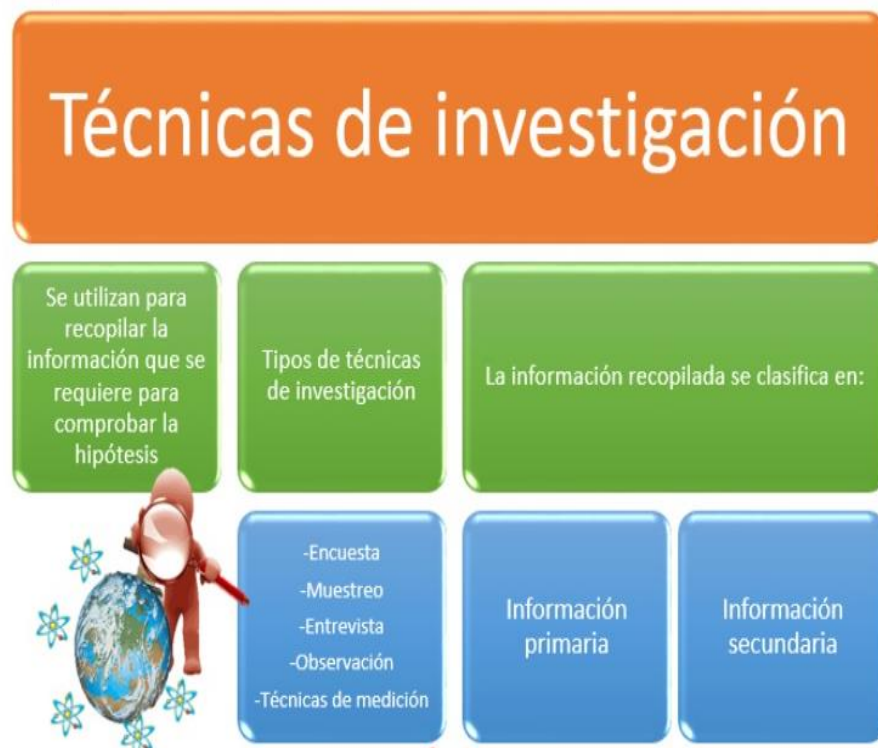 Técnicas de investigación
Se utilizan para
recopilar la
información que se
requiere para
comprobar la
hipótesis
Tipos de técnicas
de investigación
La información recopilada se clasifica en:
-Encuesta
-Muestreo
-Entrevista
-Observación
-Técnicas de medición
Información
primaria
Información
secundaria